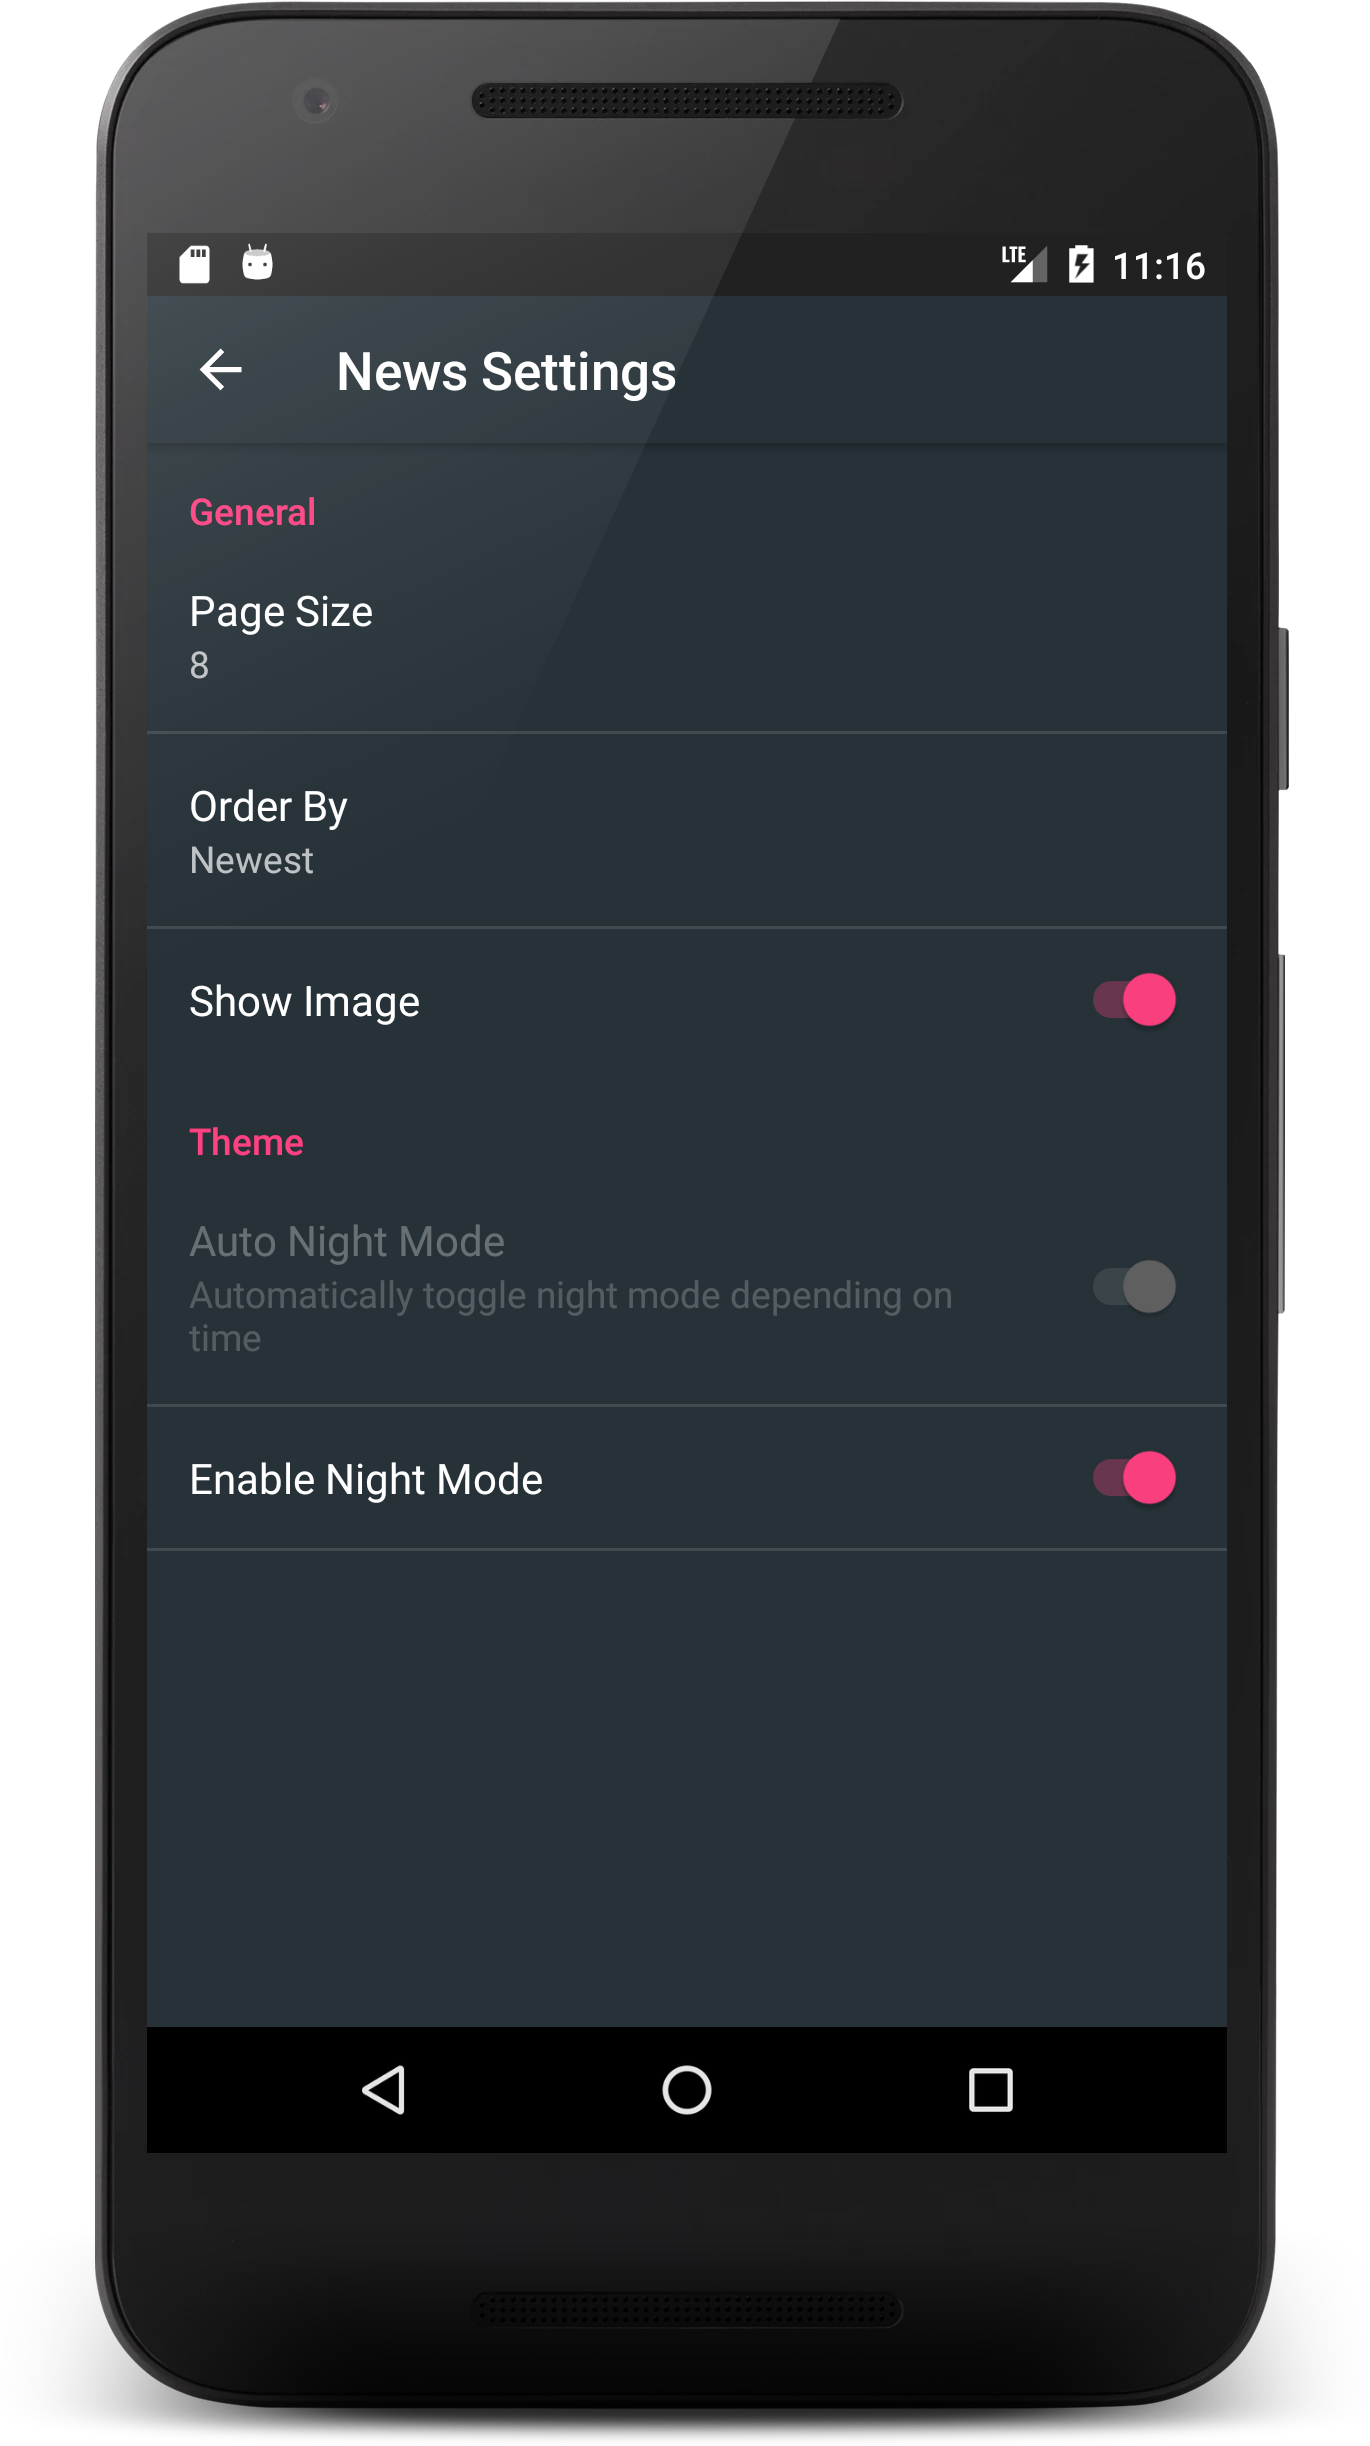 LTE 11:16
News Settings
General
Page Size
8
Order By
Newest
Show Image
Theme
Auto Night Mode
Automatically toggle night mode depending on
time
Enable Night Mode